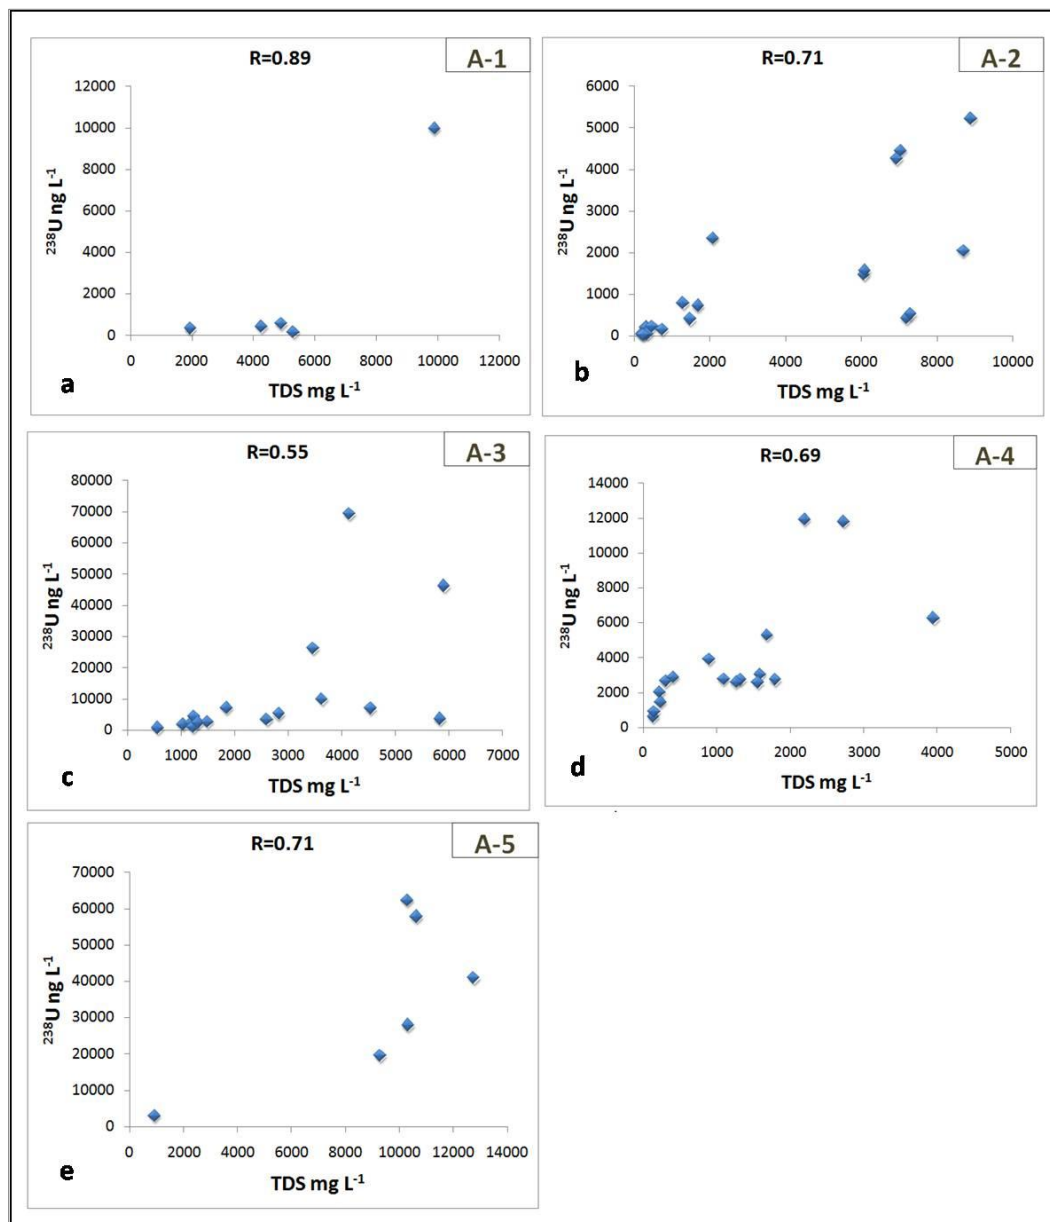 R=0.89
A-1
12000
10000
8000
6000
4000
2000
0
0 2000 4000 6000 8000 10000 12000
²³⁸U ng L⁻¹
TDS mg L⁻¹
a
R=0.71
A-2
6000
5000
4000
3000
2000
1000
0
0 2000 4000 6000 8000 10000
²³⁸U ng L⁻¹
TDS mg L⁻¹
b
R=0.55
A-3
80000
70000
60000
50000
40000
30000
20000
10000
0
0 1000 2000 3000 4000 5000 6000 7000
²³⁸U ng L⁻¹
TDS mg L⁻¹
c
R=0.69
A-4
14000
12000
10000
8000
6000
4000
2000
0
0 1000 2000 3000 4000 5000
²³⁸U ng L⁻¹
TDS mg L⁻¹
d
R=0.71
A-5
70000
60000
50000
40000
30000
20000
10000
0
0 2000 4000 6000 8000 10000 12000 14000
²³⁸U ng L⁻¹
TDS mg L⁻¹
e